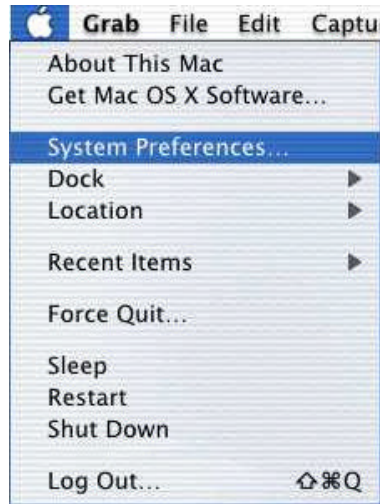 Grab File Edit Captu
About This Mac
Get Mac OS X Software...
System Preferences...
Dock
Location
Recent Items
Force Quit...
Sleep
Restart
Shut Down
Log Out... ⇧⌘Q